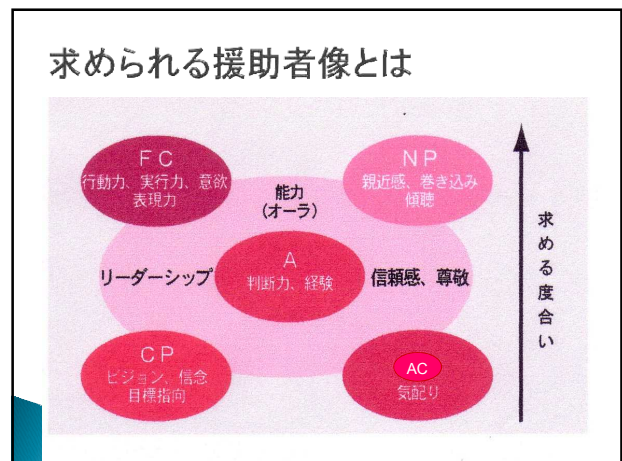 求められる援助者像とは
FC
行動力、実行力、意欲
表現力
NP
親近感、巻き込み
傾聴
能力
(オーラ)
A
判断力、経験
リーダーシップ
信頼感、尊敬
CP
ビジョン、信念
目標指向
AC
気配り
求める度合い